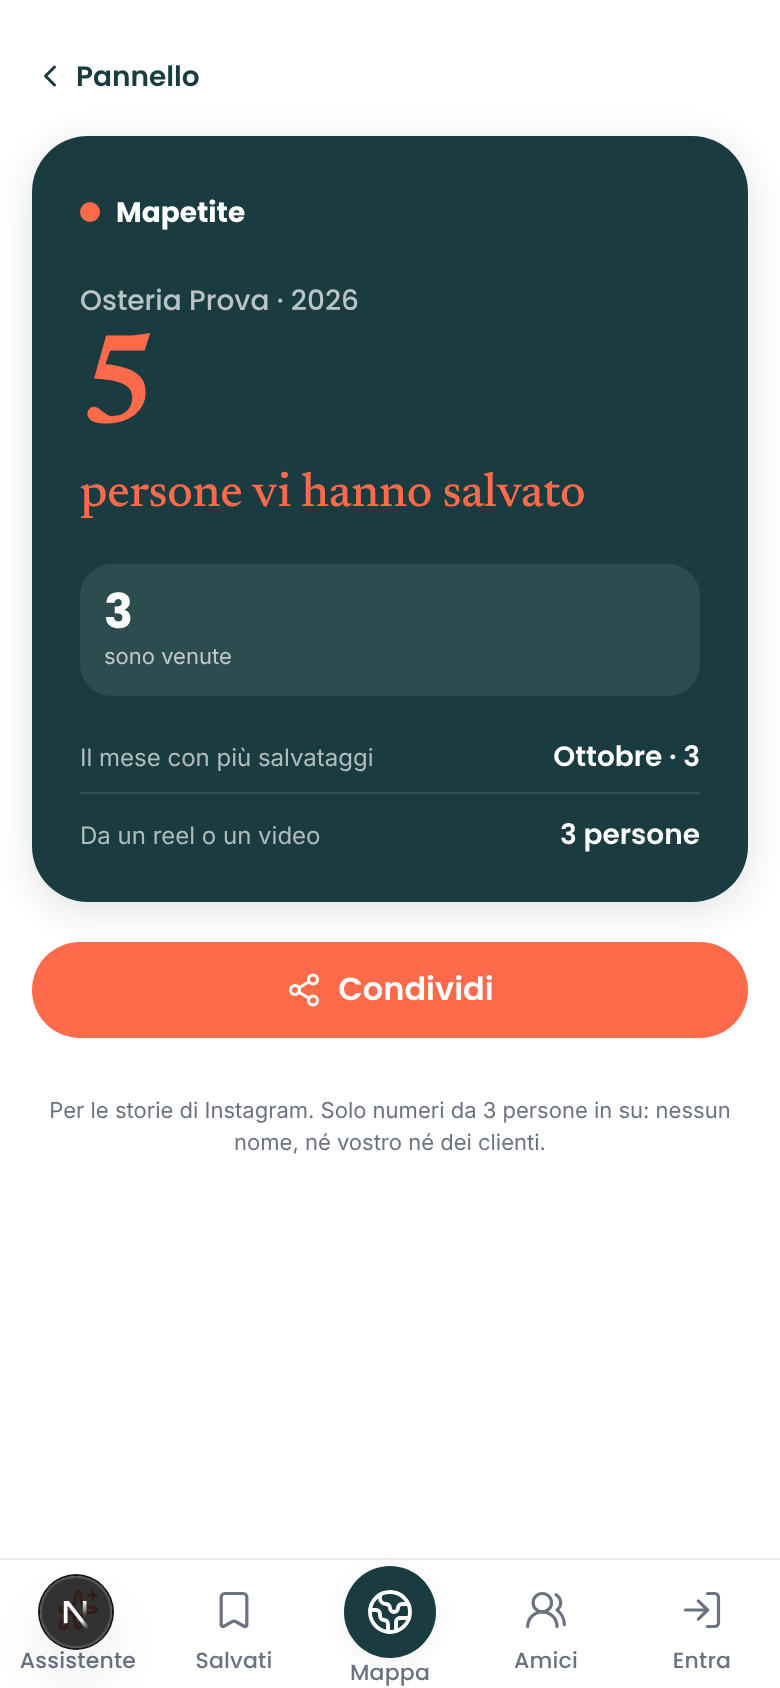 Pannello
Mapetite
Osteria Prova · 2026
5
persone vi hanno salvato
3
sono venute
Il mese con più salvataggi
Ottobre · 3
Da un reel o un video
3 persone
Condividi
Per le storie di Instagram. Solo numeri da 3 persone in su: nessun
nome, né vostro né dei clienti.
N
Assistente
Salvati
Mappa
Amici
Entra